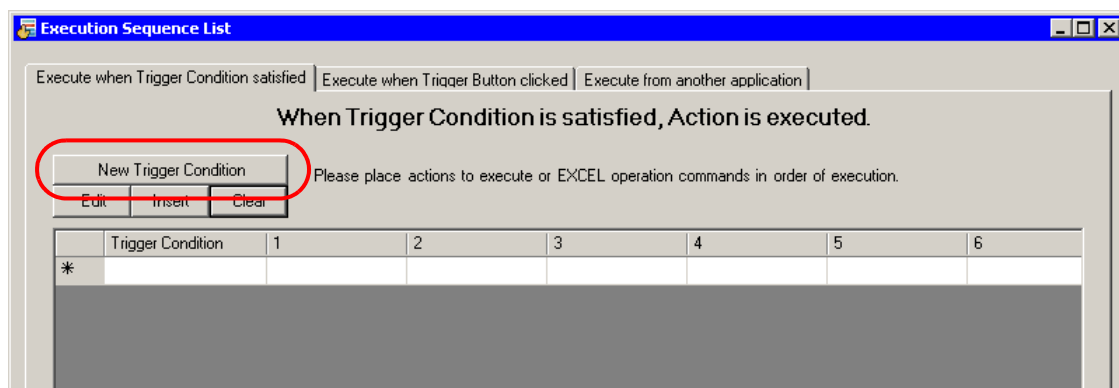 Execution Sequence List
Execute when Trigger Condition satisfied Execute when Trigger Button clicked Execute from another application
When Trigger Condition is satisfied, Action is executed.
New Trigger Condition
Please place actions to execute or EXCEL operation commands in order of execution.
Edit Insert Clear
Trigger Condition 1 2 3 4 5 6
*